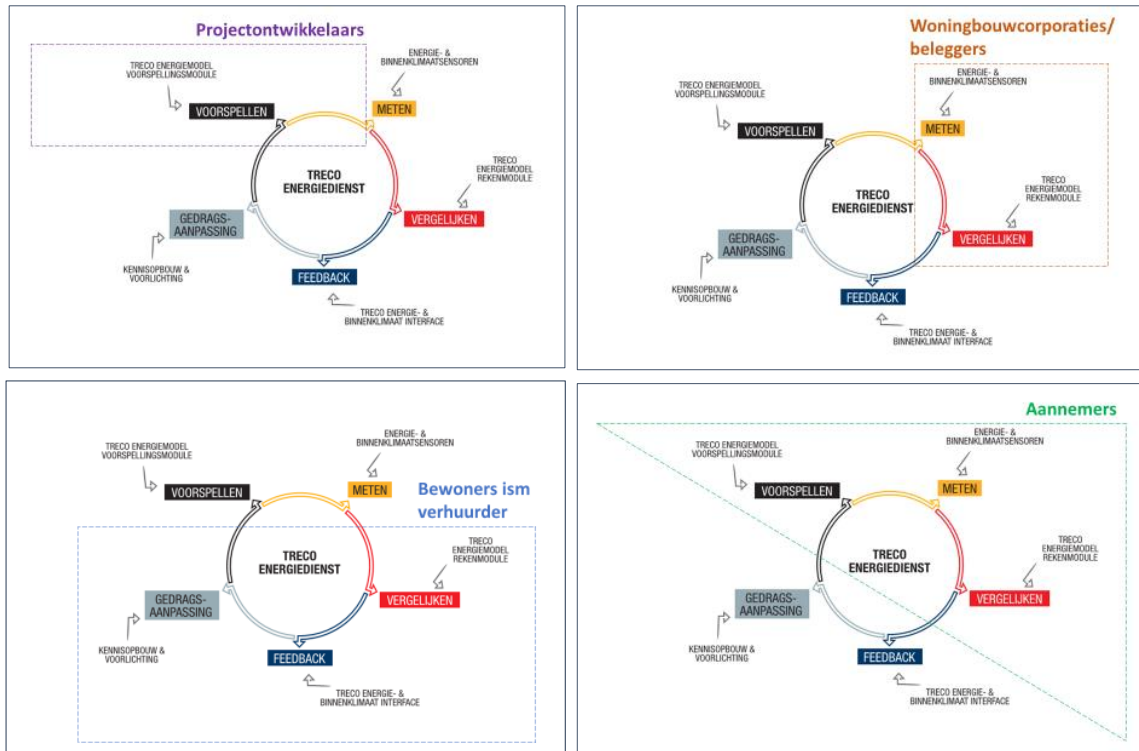 Projectontwikkelaars
ENERGIE- &
BINNENKLIMAATSENSOREN
TRECO ENERGIEMODEL
VOORSPELLINGSMODULE
VOORSPELLEN
METEN
TRECO
ENERGIEDIENST
TRECO
ENERGIEMODEL
REKENMODULE
GEDRAGS-
AANPASSING
VERGELIJKEN
KENNISOPBOUW &
VOORLICHTING
FEEDBACK
TRECO ENERGIE- &
BINNENKLIMAAT INTERFACE
Woningbouwcorporaties/
beleggers
ENERGIE- &
BINNENKLIMAATSENSOREN
TRECO ENERGIEMODEL
VOORSPELLINGSMODULE
VOORSPELLEN
METEN
TRECO
ENERGIEDIENST
TRECO
ENERGIEMODEL
REKENMODULE
GEDRAGS-
AANPASSING
VERGELIJKEN
KENNISOPBOUW &
VOORLICHTING
FEEDBACK
TRECO ENERGIE- &
BINNENKLIMAAT INTERFACE
ENERGIE- &
BINNENKLIMAATSENSOREN
TRECO ENERGIEMODEL
VOORSPELLINGSMODULE
VOORSPELLEN
METEN
Bewoners ism
verhuurder
TRECO
ENERGIEDIENST
TRECO
ENERGIEMODEL
REKENMODULE
GEDRAGS-
AANPASSING
VERGELIJKEN
KENNISOPBOUW &
VOORLICHTING
FEEDBACK
TRECO ENERGIE- &
BINNENKLIMAAT INTERFACE
Aannemers
ENERGIE- &
BINNENKLIMAATSENSOREN
TRECO ENERGIEMODEL
VOORSPELLINGSMODULE
VOORSPELLEN
METEN
TRECO
ENERGIEDIENST
TRECO
ENERGIEMODEL
REKENMODULE
GEDRAGS-
AANPASSING
VERGELIJKEN
KENNISOPBOUW &
VOORLICHTING
FEEDBACK
TRECO ENERGIE- &
BINNENKLIMAAT INTERFACE